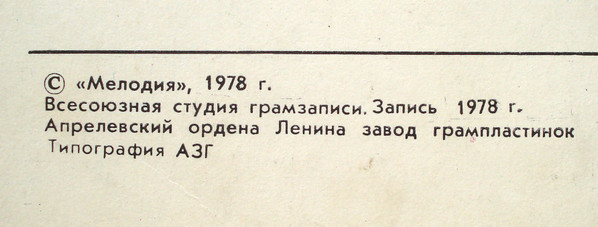 © «Мелодия», 1978 г.
Всесоюзная студия грамзаписи. Запись 1978 г.
Апрелевский ордена Ленина завод грампластинок
Типография АЗГ